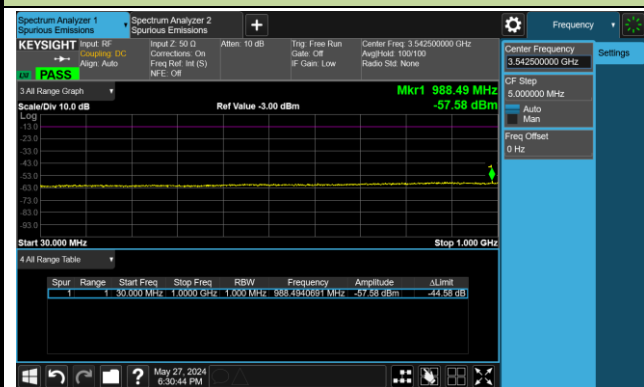 Spectrum Analyzer 1
Spurious Emissions
Spectrum Analyzer 2
Spurious Emissions
+
Frequency
KEYSIGHT
Input: RF
Coupling: DC
Align: Auto
Input Z: 50 Ω
Corrections: On
Freq Ref: Int (S)
NFE: Off
Atten: 10 dB
Trig: Free Run
Gate: Off
IF Gain: Low
Center Freq: 3.542500000 GHz
Avg|Hold: 100/100
Radio Std: None
PASS
Center Frequency
3.542500000 GHz
Settings
CF Step
5.000000 MHz
Auto
Man
Freq Offset
0 Hz
3 All Range Graph
Mkr1 988.49 MHz
Scale/Div 10.0 dB
Ref Value -3.00 dBm
-57.58 dBm
Log
-13.0
-23.0
-33.0
-43.0
-53.0
-63.0
-73.0
-83.0
-93.0
1
Start 30.000 MHz
Stop 1.000 GHz
4 All Range Table
Spur Range Start Freq Stop Freq RBW Frequency Amplitude ΔLimit
1 1 30.000 MHz 1.0000 GHz 1.000 MHz 988.4940691 MHz -57.58 dBm -44.58 dB
?
May 27, 2024
6:30:44 PM